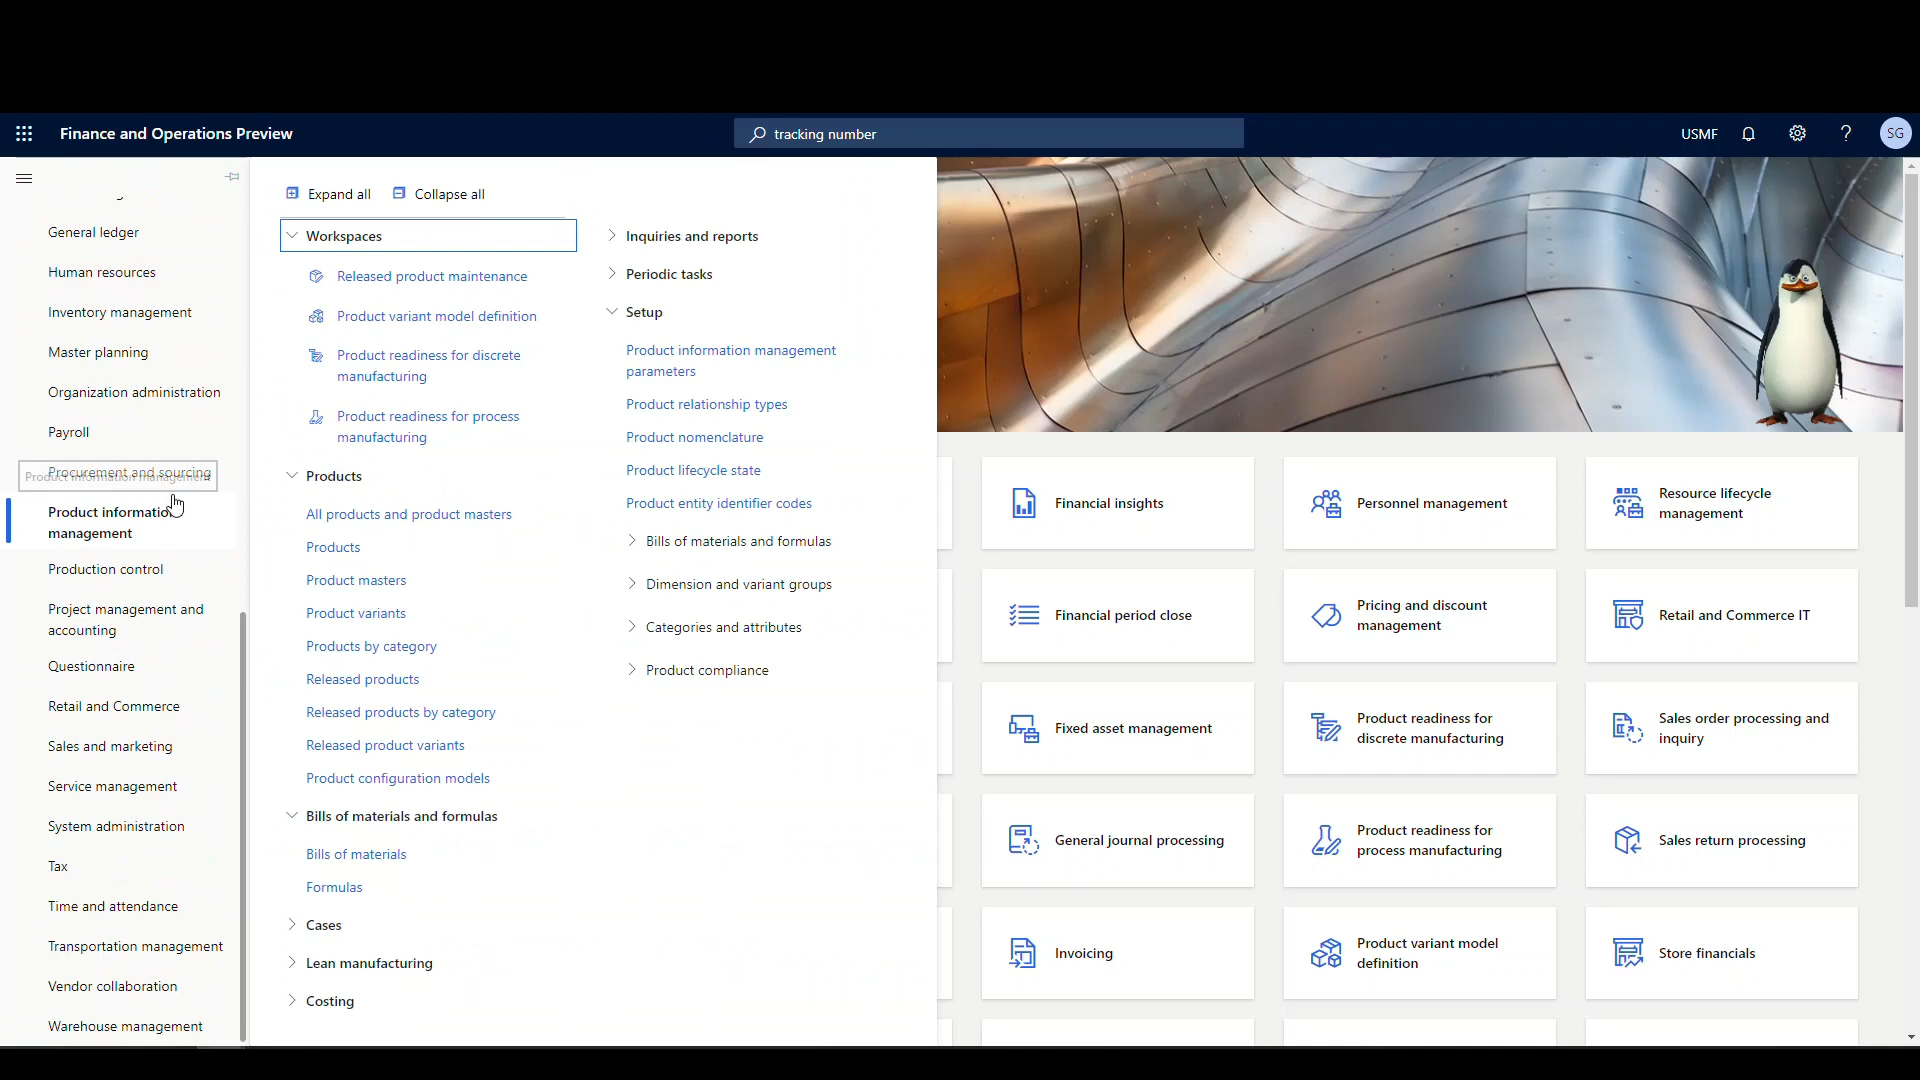 Finance and Operations Preview
tracking number
USMF
SG
General ledger
Human resources
Inventory management
Master planning
Organization administration
Payroll
Procurement and sourcing
Product information management
Product information
management
Production control
Project management and
accounting
Questionnaire
Retail and Commerce
Sales and marketing
Service management
System administration
Tax
Time and attendance
Transportation management
Vendor collaboration
Warehouse management
Expand all
Collapse all
Workspaces
Released product maintenance
Product variant model definition
Product readiness for discrete
manufacturing
Product readiness for process
manufacturing
Products
All products and product masters
Products
Product masters
Product variants
Products by category
Released products
Released products by category
Released product variants
Product configuration models
Bills of materials and formulas
Bills of materials
Formulas
Cases
Lean manufacturing
Costing
Inquiries and reports
Periodic tasks
Setup
Product information management
parameters
Product relationship types
Product nomenclature
Product lifecycle state
Product entity identifier codes
Bills of materials and formulas
Dimension and variant groups
Categories and attributes
Product compliance
Financial insights
Personnel management
Resource lifecycle
management
Financial period close
Pricing and discount
management
Retail and Commerce IT
Fixed asset management
Product readiness for
discrete manufacturing
Sales order processing and
inquiry
General journal processing
Product readiness for
process manufacturing
Sales return processing
Invoicing
Product variant model
definition
Store financials